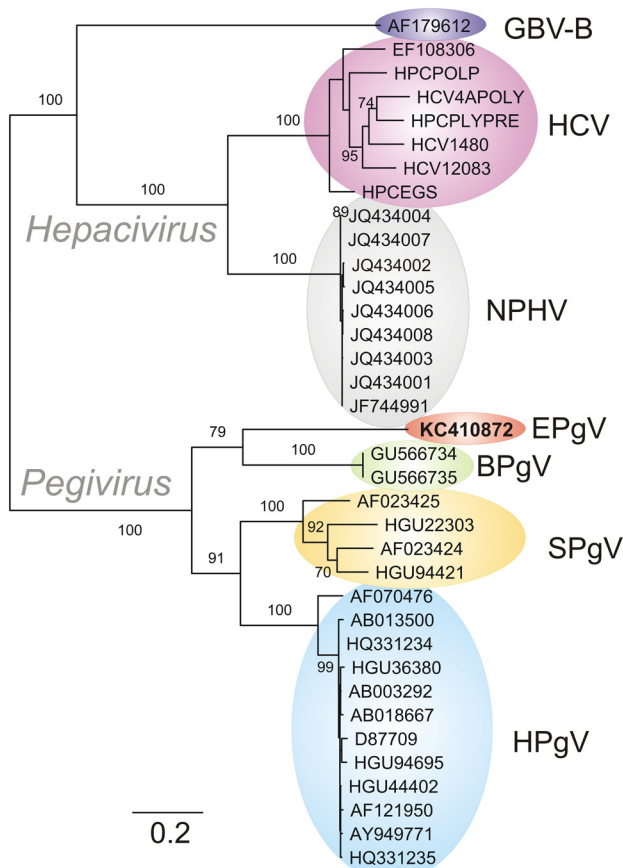 AF179612
GBV-B
EF108306
100
HPCPOLP
HCV4APOLY
74
HPCPLYPRE
HCV
100
HCV1480
95
HCV12083
100
HPCEGS
Hepacivirus
89
JQ434004
JQ434007
100
JQ434002
JQ434005
JQ434006
NPHV
JQ434008
JQ434003
JQ434001
JF744991
79
KC410872
EPgV
100
GU566734
BPgV
GU566735
Pegivirus
100
AF023425
100
92
HGU22303
AF023424
SPgV
91
70
HGU94421
AF070476
100
AB013500
HQ331234
99
HGU36380
AB003292
AB018667
D87709
HPgV
HGU94695
HGU44402
AF121950
0.2
AY949771
HQ331235